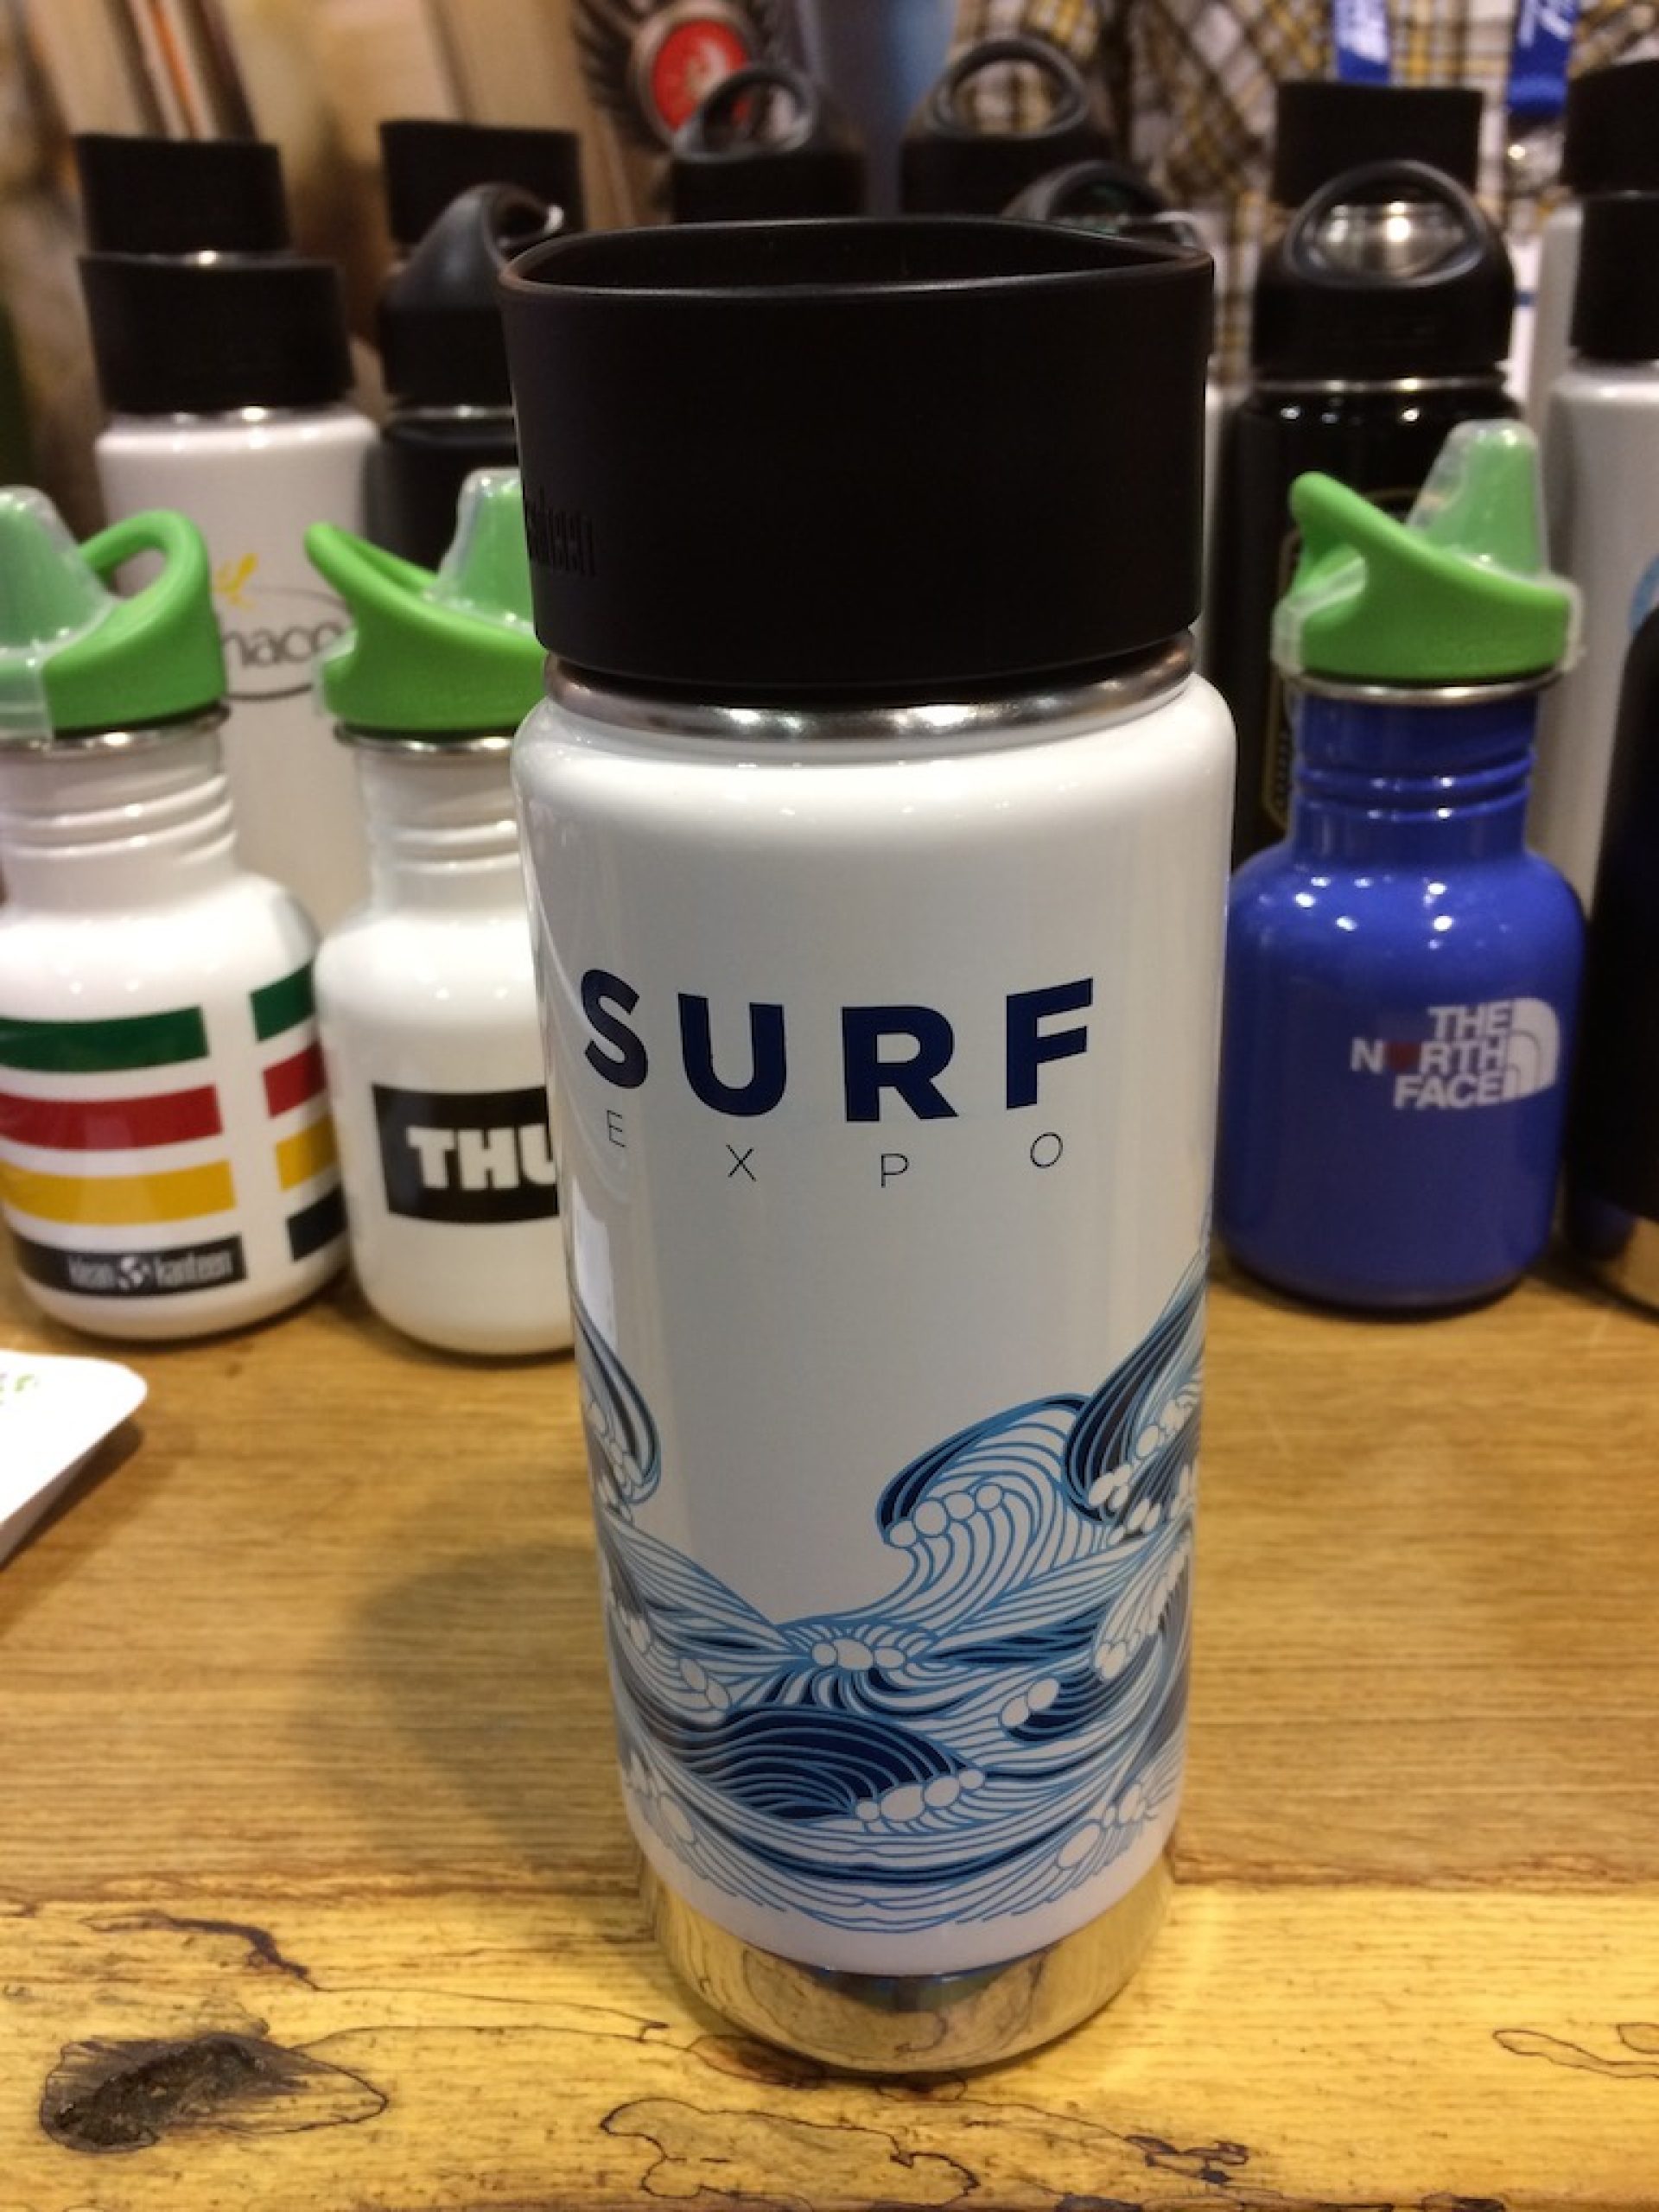 SURF
EXPO
THU
klean kanteen
THE
NORTH
FACE